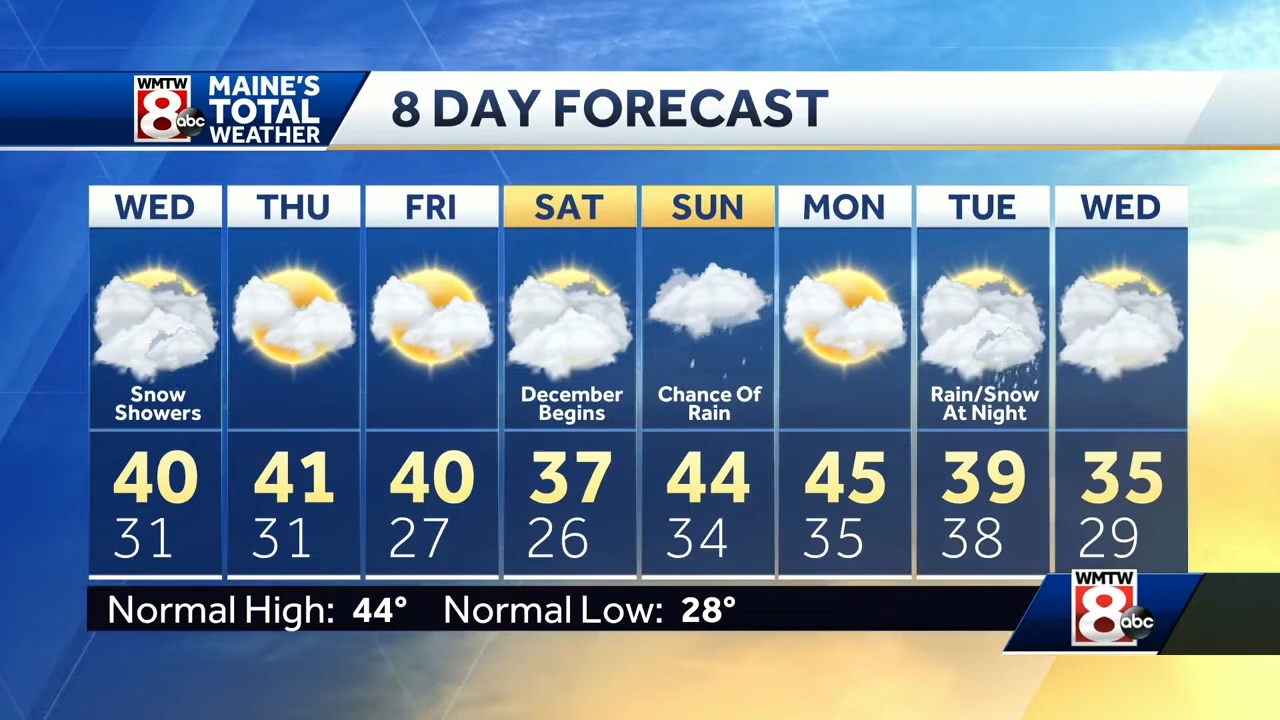 WMTW
8
abc
MAINE'S
TOTAL
WEATHER
8 DAY FORECAST
WED THU FRI SAT SUN MON TUE WED
Snow
Showers
December
Begins
Chance Of
Rain
Rain/Snow
At Night
40 41 40 37 44 45 39 35
31 31 27 26 34 35 38 29
Normal High: 44° Normal Low: 28°
WMTW
8
abc